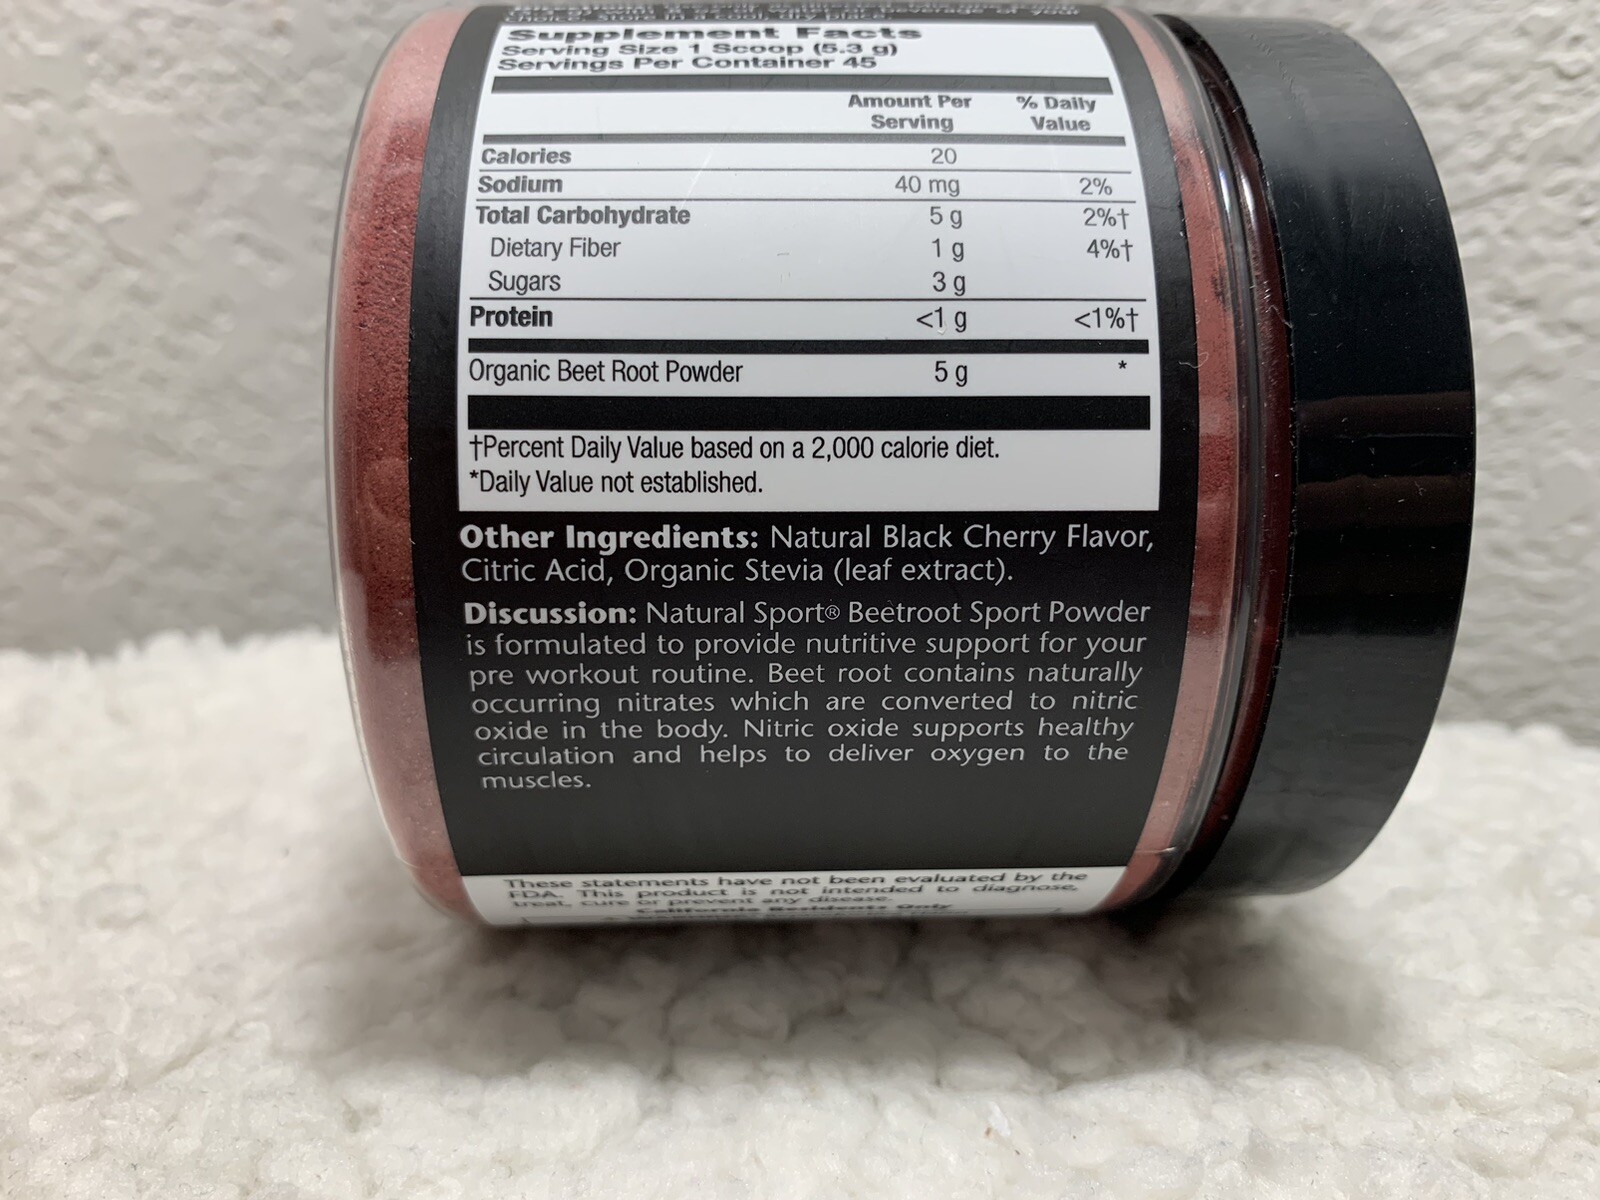 choice. Store in a cool, dry place.
Supplement Facts
Serving Size 1 Scoop (5.3 g)
Servings Per Container 45
Amount Per Serving % Daily Value
Calories 20
Sodium 40 mg 2%
Total Carbohydrate 5 g 2%†
Dietary Fiber 1 g 4%†
Sugars 3 g
Protein <1 g <1%†
Organic Beet Root Powder 5 g *
†Percent Daily Value based on a 2,000 calorie diet.
*Daily Value not established.
Other Ingredients: Natural Black Cherry Flavor,
Citric Acid, Organic Stevia (leaf extract).
Discussion: Natural Sport® Beetroot Sport Powder
is formulated to provide nutritive support for your
pre workout routine. Beet root contains naturally
occurring nitrates which are converted to nitric
oxide in the body. Nitric oxide supports healthy
circulation and helps to deliver oxygen to the
muscles.
These statements have not been evaluated by the
FDA. This product is not intended to diagnose,
treat, cure or prevent any disease.
California Residents Only